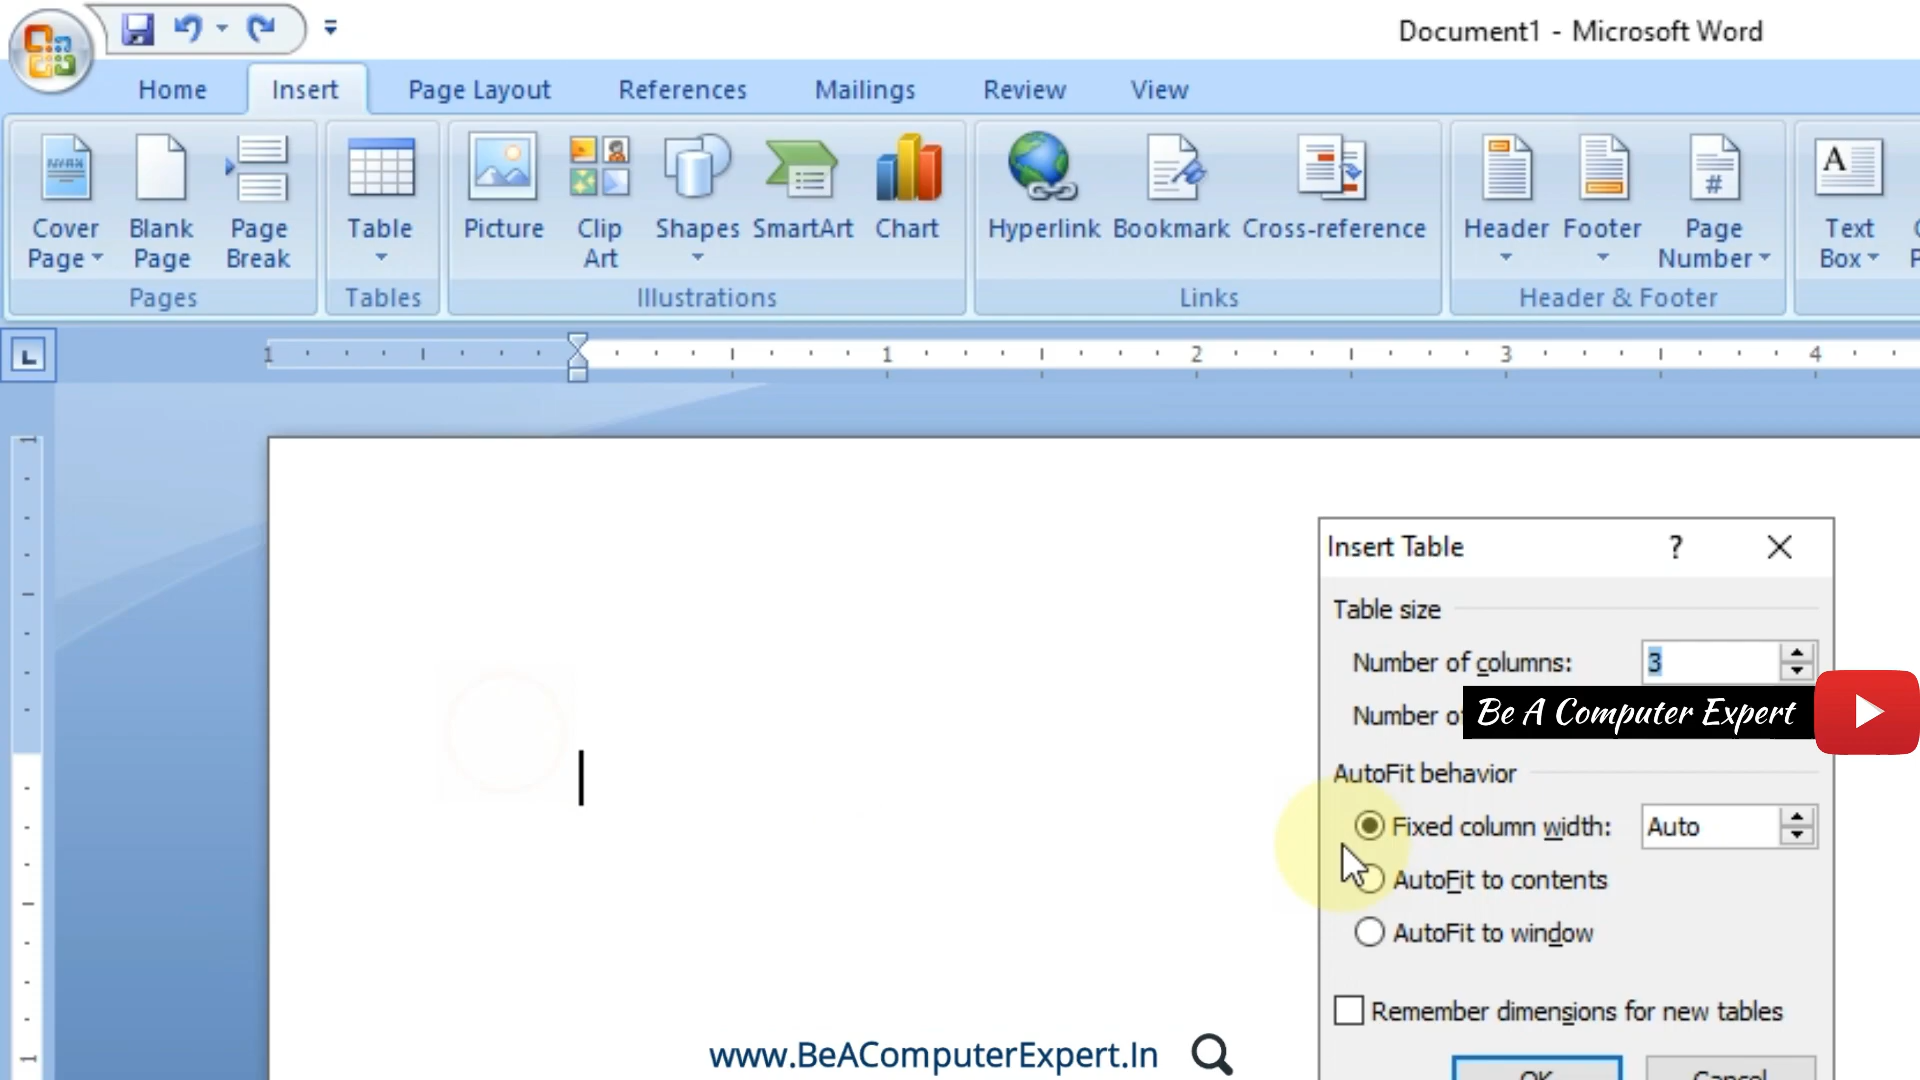 Document1 - Microsoft Word
Home Insert Page Layout References Mailings Review View
Cover Page
Blank Page
Page Break
Table
Picture
Clip Art
Shapes
SmartArt
Chart
Hyperlink
Bookmark
Cross-reference
Header
Footer
Page Number
Text Box
Pages
Tables
Illustrations
Links
Header & Footer
1 1 2 3 4
Insert Table ?
Table size
Number of columns: 3
Number of
Be A Computer Expert
AutoFit behavior
Fixed column width: Auto
AutoFit to contents
AutoFit to window
Remember dimensions for new tables
OK Cancel
www.BeAComputerExpert.In